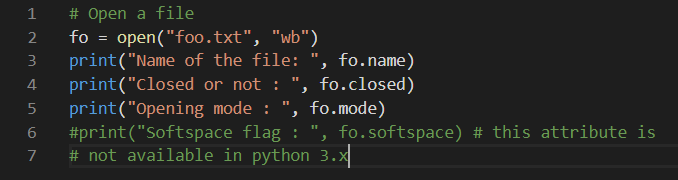 1 # Open a file
2 fo = open("foo.txt", "wb")
3 print("Name of the file: ", fo.name)
4 print("Closed or not : ", fo.closed)
5 print("Opening mode : ", fo.mode)
6 #print("Softspace flag : ", fo.softspace) # this attribute is
7 # not available in python 3.x